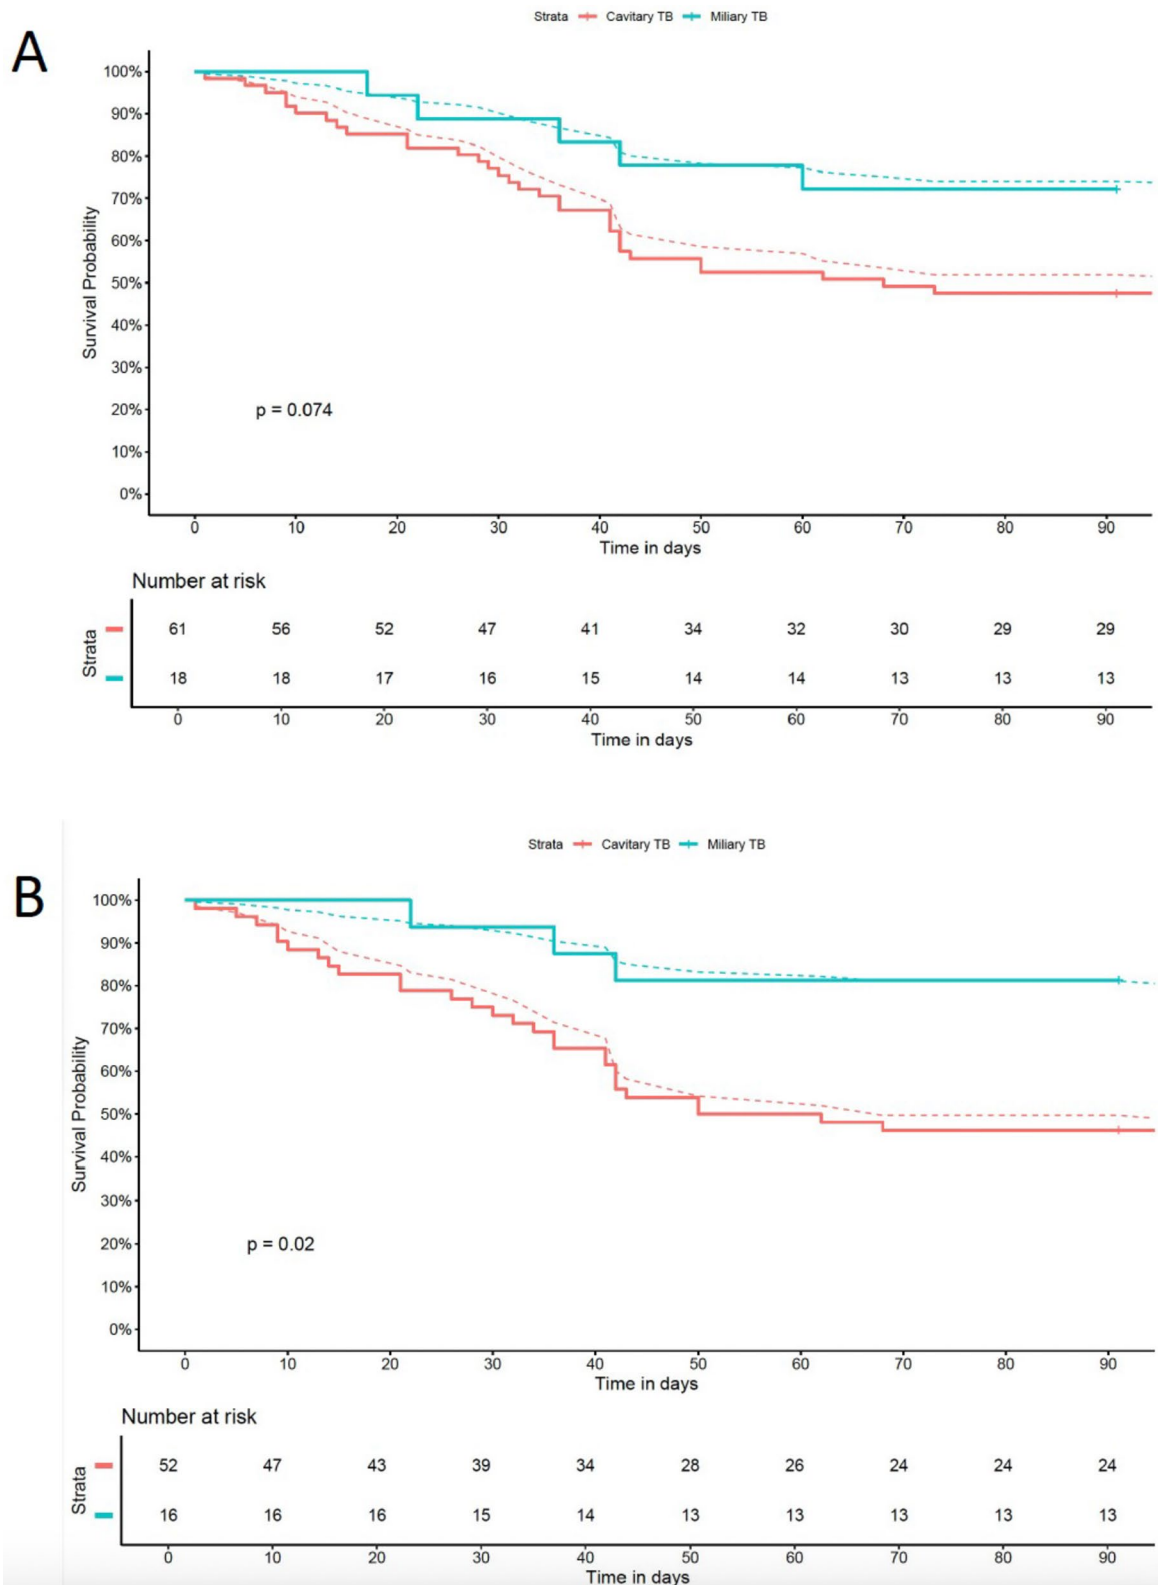 Strata Cavitary TB Miliary TB
A
100%
90%
80%
70%
60%
50%
40%
30%
20%
10%
0%
Survival Probability
p = 0.074
0 10 20 30 40 50 60 70 80 90
Time in days
Number at risk
Strata
61 56 52 47 41 34 32 30 29 29
18 18 17 16 15 14 14 13 13 13
0 10 20 30 40 50 60 70 80 90
Time in days
Strata Cavitary TB Miliary TB
B
100%
90%
80%
70%
60%
50%
40%
30%
20%
10%
0%
Survival Probability
p = 0.02
0 10 20 30 40 50 60 70 80 90
Time in days
Number at risk
Strata
52 47 43 39 34 28 26 24 24 24
16 16 16 15 14 13 13 13 13 13
0 10 20 30 40 50 60 70 80 90
Time in days